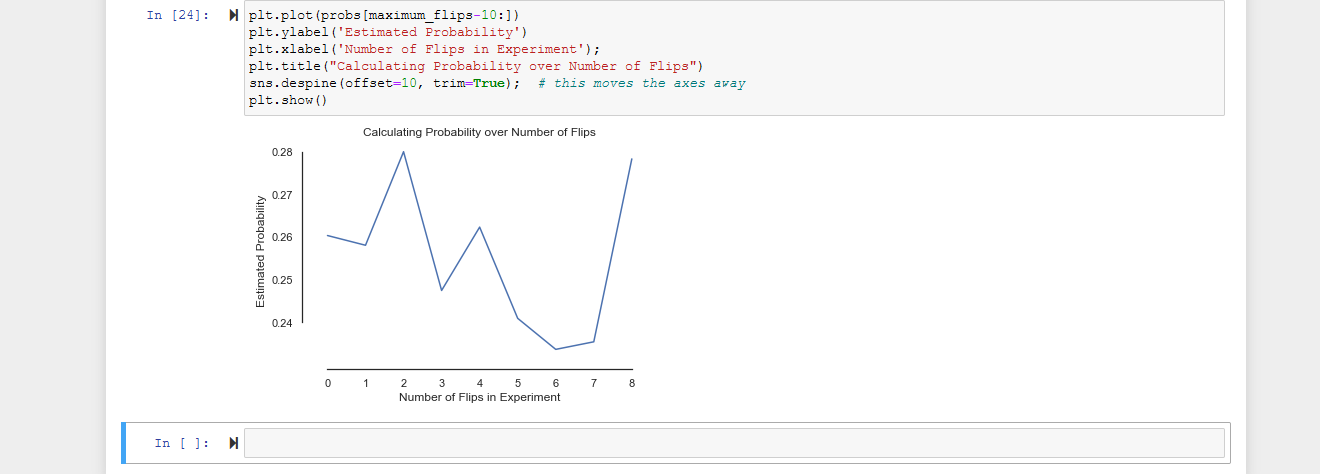 In [24]:
plt.plot(probs[maximum_flips-10:])
plt.ylabel('Estimated Probability')
plt.xlabel('Number of Flips in Experiment');
plt.title("Calculating Probability over Number of Flips")
sns.despine(offset=10, trim=True);  # this moves the axes away
plt.show()
Calculating Probability over Number of Flips
0.28
0.27
0.26
0.25
0.24
Estimated Probability
0 1 2 3 4 5 6 7 8
Number of Flips in Experiment
In [ ]: